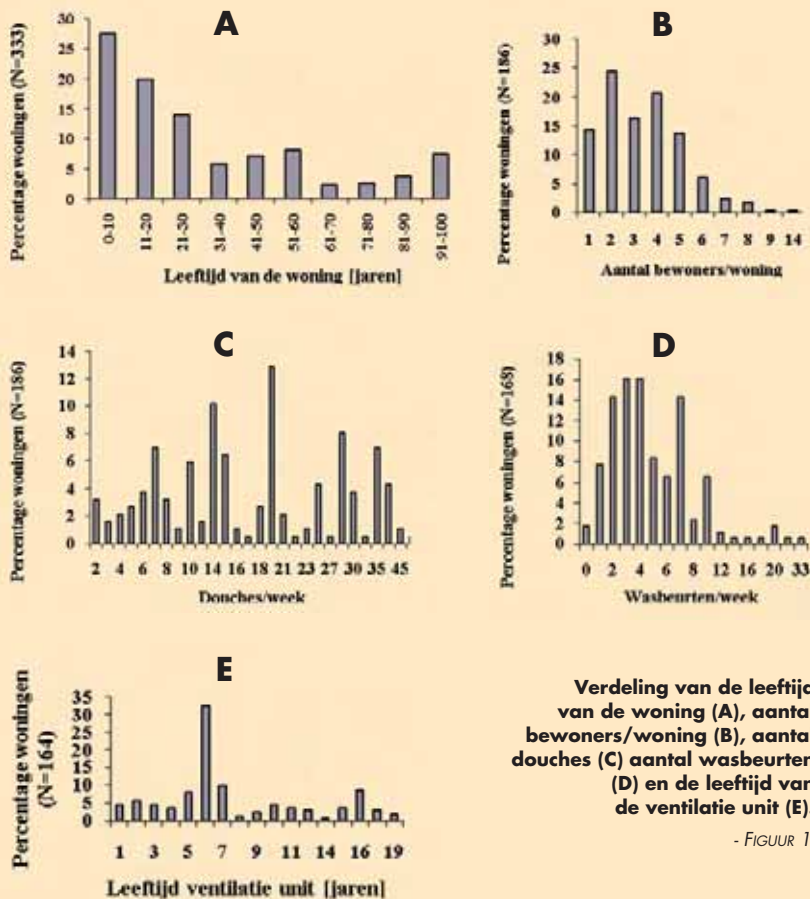 A
Percentage woningen (N=333)
30
25
20
15
10
5
0
0-10 11-20 21-30 31-40 41-50 51-60 61-70 71-80 81-90 91-100
Leeftijd van de woning [jaren]
B
Percentage woningen (N=186)
30
25
20
15
10
5
0
1 2 3 4 5 6 7 8 9 14
Aantal bewoners/woning
C
Percentage woningen (N=186)
14
12
10
8
6
4
2
0
2 4 6 8 10 14 16 18 21 23 27 30 35 45
Douches/week
D
Percentage woningen (N=168)
18
16
14
12
10
8
6
4
2
0
0 2 4 6 8 12 16 20 33
Wasbeurten/week
E
Percentage woningen
(N=164)
35
30
25
20
15
10
5
0
1 3 5 7 9 11 14 16 19
Leeftijd ventilatie unit [jaren]
Verdeling van de leeftijd
van de woning (A), aanta
bewoners/woning (B), aanta
douches (C) aantal wasbeurten
(D) en de leeftijd van
de ventilatie unit (E)
- FIGUUR 1